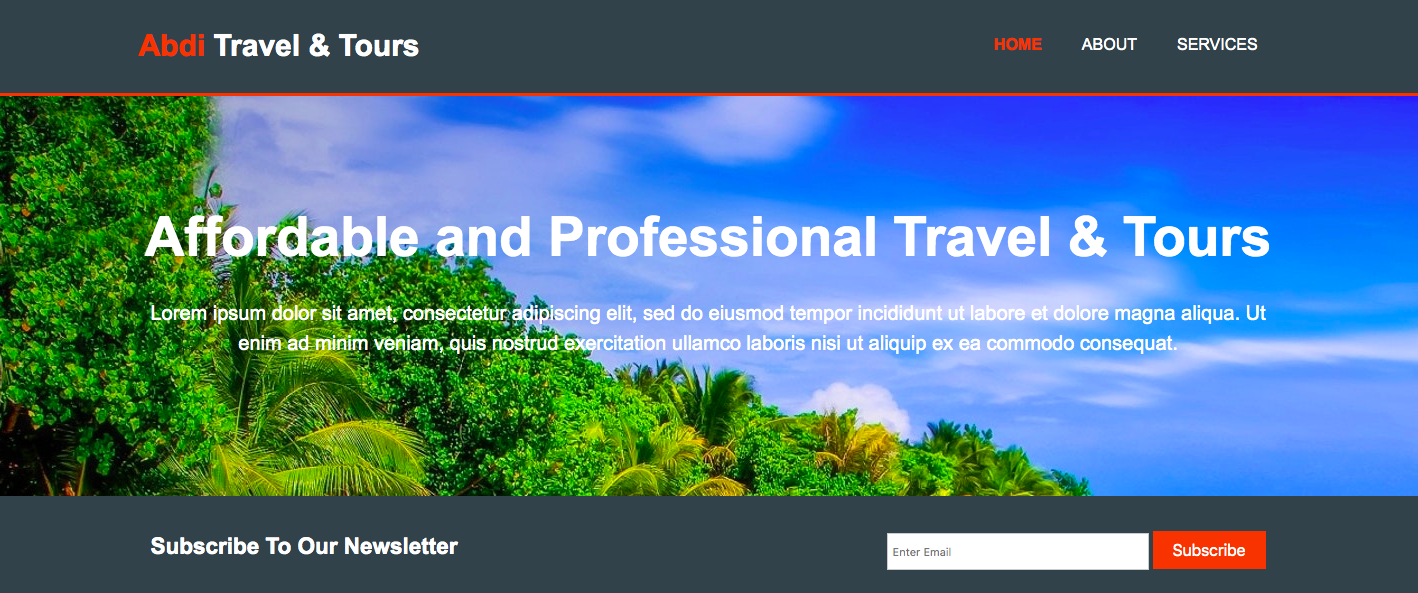 Abdi Travel & Tours
HOME ABOUT SERVICES
Affordable and Professional Travel & Tours
Lorem ipsum dolor sit amet, consectetur adipiscing elit, sed do eiusmod tempor incididunt ut labore et dolore magna aliqua. Ut
enim ad minim veniam, quis nostrud exercitation ullamco laboris nisi ut aliquip ex ea commodo consequat.
Subscribe To Our Newsletter
Enter Email
Subscribe